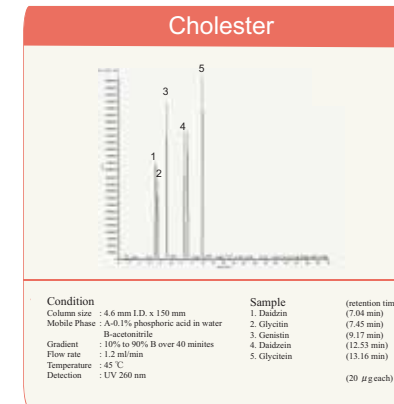 Cholester
5
3
4
1
2
Condition
Column size : 4.6 mm I.D. x 150 mm
Mobile Phase : A-0.1% phosphoric acid in water
B-acetonitrile
Gradient : 10% to 90% B over 40 minites
Flow rate : 1.2 ml/min
Temperature : 45 ℃
Detection : UV 260 nm
Sample (retention tim
1. Daidzin (7.04 min)
2. Glycitin (7.45 min)
3. Genistin (9.17 min)
4. Daidzein (12.53 min)
5. Glycitein (13.16 min)
(20 μg each)